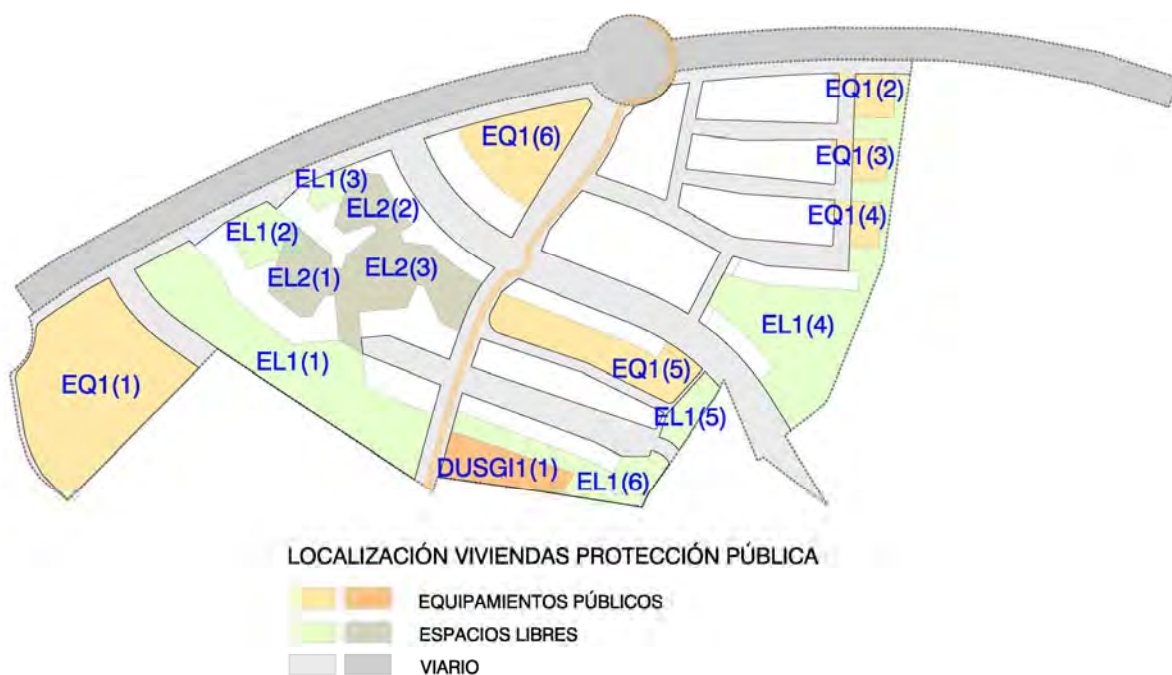 EQ1(2)
EQ1(6)
EQ1(3)
EL1(3)
EL2(2)
EQ1(4)
EL1(2)
EL2(1)
EL2(3)
EL1(4)
EL1(1)
EQ1(5)
EQ1(1)
EL1(5)
DUSGI1(1)
EL1(6)
LOCALIZACIÓN VIVIENDAS PROTECCIÓN PÚBLICA
EQUIPAMIENTOS PÚBLICOS
ESPACIOS LIBRES
VIARIO